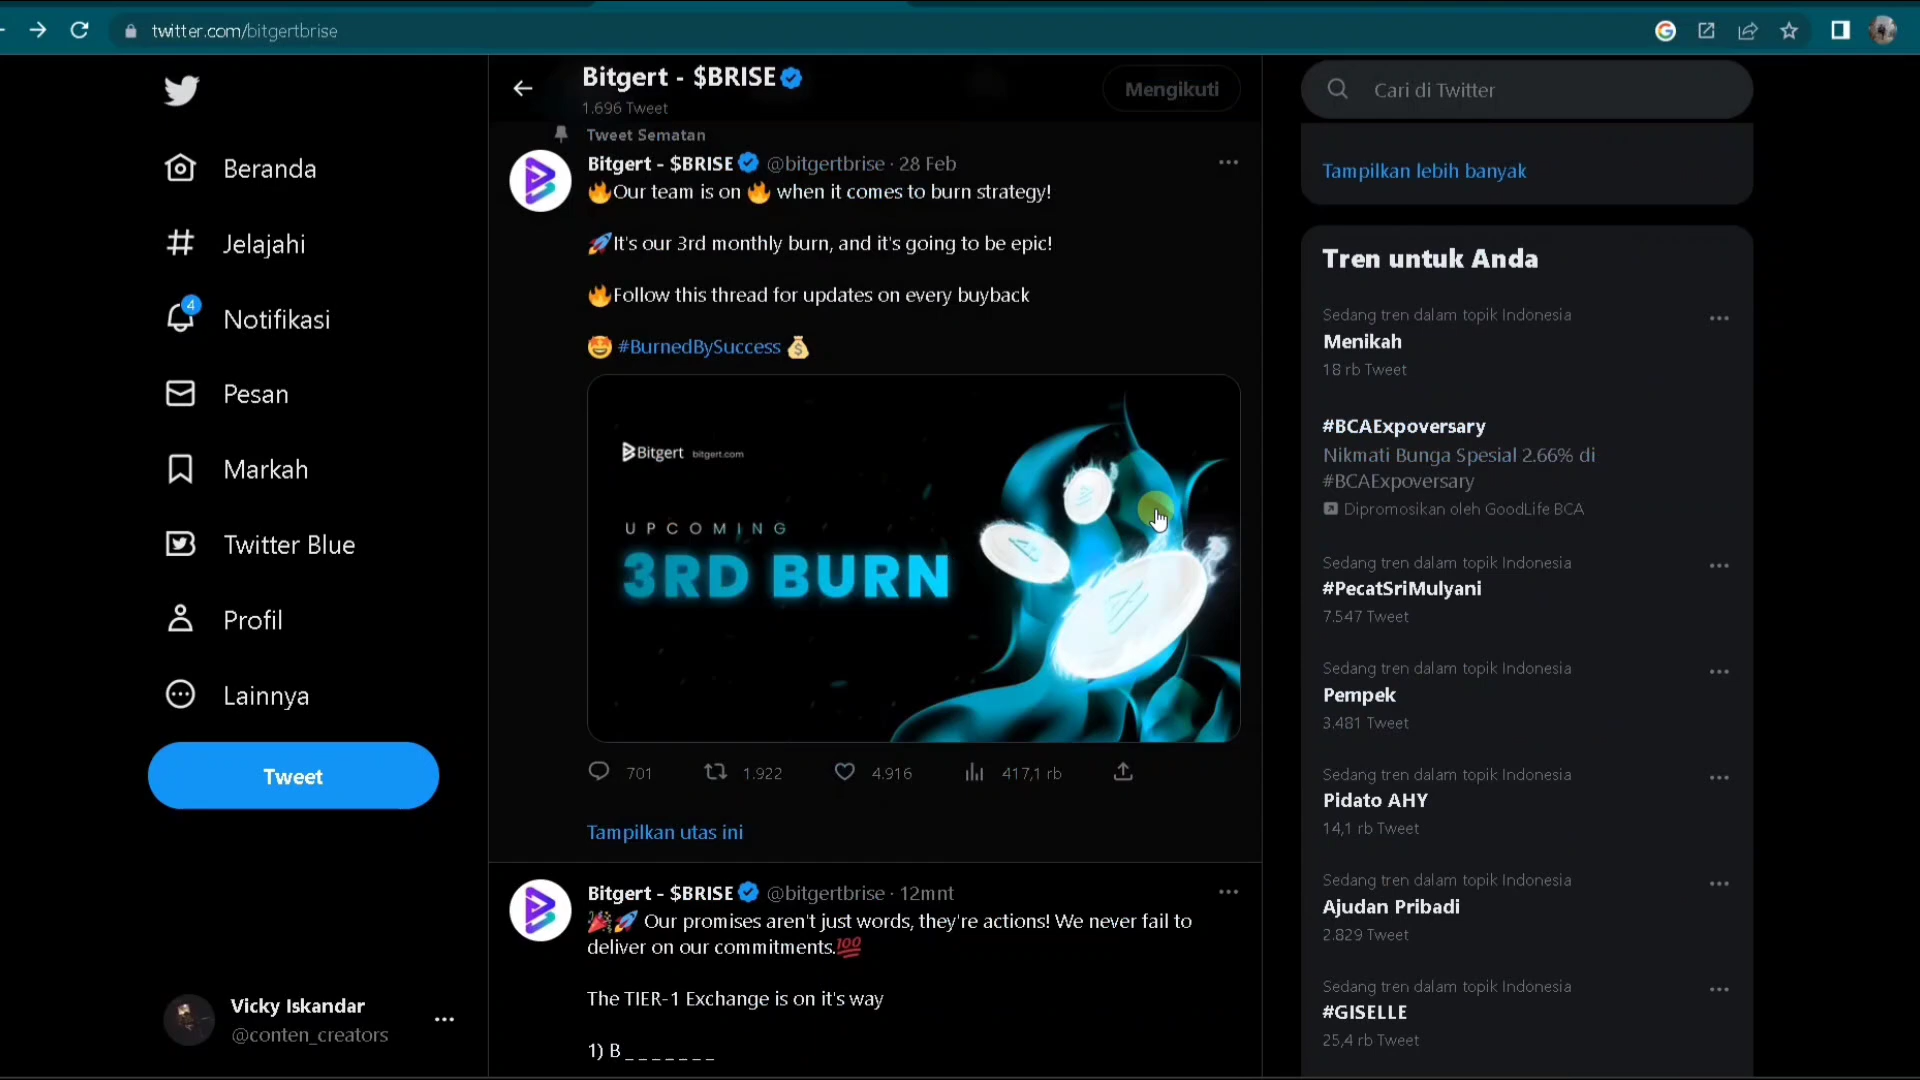 twitter.com/bitgertbrise
Beranda
Jelajahi
4
Notifikasi
Pesan
Markah
Twitter Blue
Profil
Lainnya
Tweet
Vicky Iskandar
@conten_creators
Bitgert - $BRISE
1.696 Tweet
Mengikuti
Tweet Sematan
Bitgert - $BRISE @bitgertbrise · 28 Feb
🔥Our team is on 🔥 when it comes to burn strategy!
🚀It's our 3rd monthly burn, and it's going to be epic!
🔥Follow this thread for updates on every buyback
🤩 #BurnedBySuccess 💰
Bitgert bitgert.com
UPCOMING
3RD BURN
701 1.922 4.916 417,1 rb
Tampilkan utas ini
Bitgert - $BRISE @bitgertbrise · 12mnt
🎉🚀 Our promises aren't just words, they're actions! We never fail to
deliver on our commitments.💯
The TIER-1 Exchange is on it's way
1) B _ _ _ _ _ _ _
Cari di Twitter
Tampilkan lebih banyak
Tren untuk Anda
Sedang tren dalam topik Indonesia
Menikah
18 rb Tweet
#BCAExpoversary
Nikmati Bunga Spesial 2.66% di
#BCAExpoversary
Dipromosikan oleh GoodLife BCA
Sedang tren dalam topik Indonesia
#PecatSriMulyani
7.547 Tweet
Sedang tren dalam topik Indonesia
Pempek
3.481 Tweet
Sedang tren dalam topik Indonesia
Pidato AHY
14,1 rb Tweet
Sedang tren dalam topik Indonesia
Ajudan Pribadi
2.829 Tweet
Sedang tren dalam topik Indonesia
#GISELLE
25,4 rb Tweet